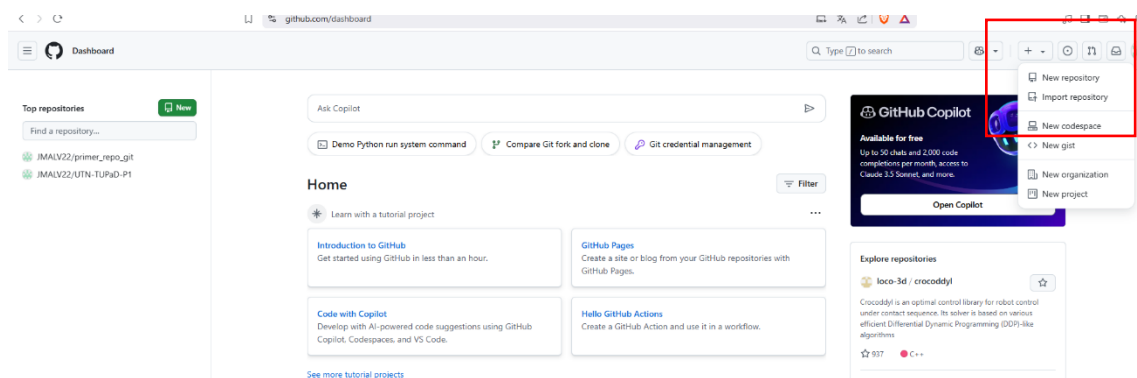 github.com/dashboard
Dashboard
Type / to search
New repository
Import repository
New codespace
New gist
New organization
New project
Top repositories
New
Find a repository...
JMALV22/primer_repo_git
JMALV22/UTN-TUPaD-P1
Ask Copilot
Demo Python run system command
Compare Git fork and clone
Git credential management
Home
Filter
Learn with a tutorial project
Introduction to GitHub
Get started using GitHub in less than an hour.
GitHub Pages
Create a site or blog from your GitHub repositories with
GitHub Pages.
Code with Copilot
Develop with AI-powered code suggestions using GitHub
Copilot, Codespaces, and VS Code.
Hello GitHub Actions
Create a GitHub Action and use it in a workflow.
See more tutorial projects
GitHub Copilot
Available for free
Up to 50 chats and 2,000 code
completions per month, access to
Claude 3.5 Sonnet, and more.
Open Copilot
Explore repositories
loco-3d / crocoddyl
Crocoddyl is an optimal control library for robot control
under contact sequence. Its solver is based on various
efficient Differential Dynamic Programming (DDP)-like
algorithms
937
C++